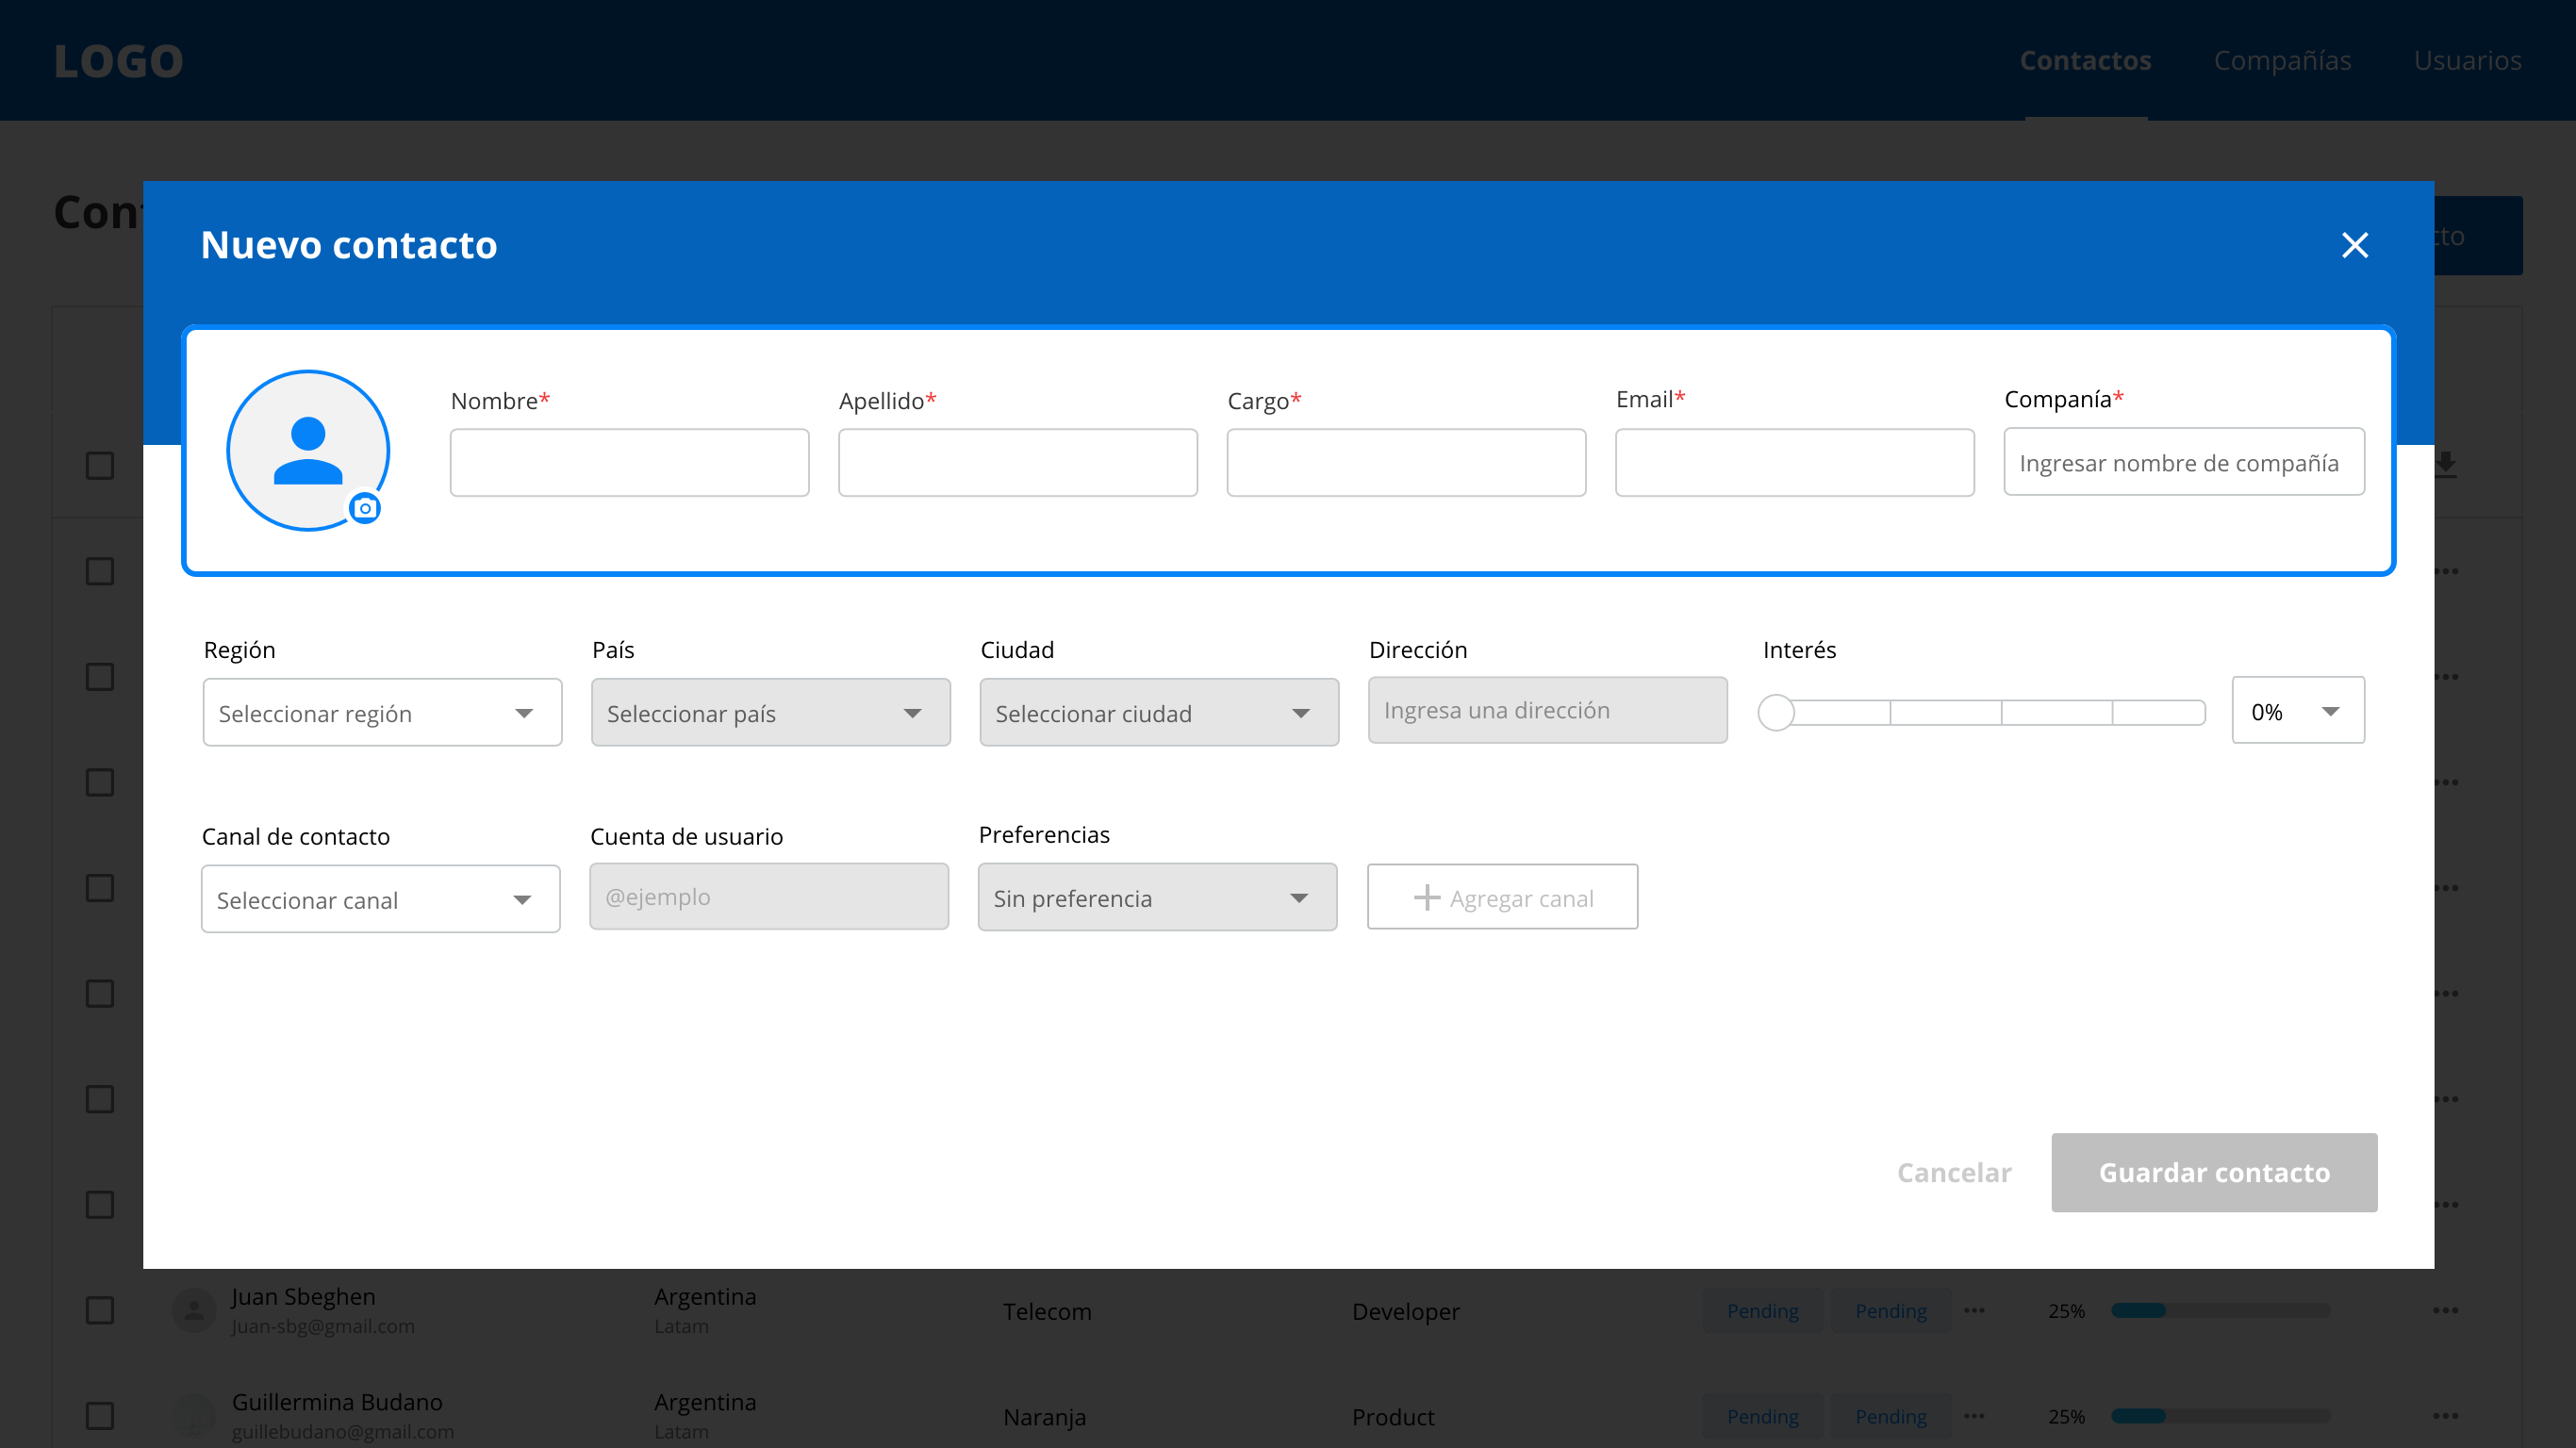 LOGO
Contactos
Compañías
Usuarios
Nuevo contacto
Nombre*
Apellido*
Cargo*
Email*
Companía*
Ingresar nombre de compañía
Región
País
Ciudad
Dirección
Interés
Seleccionar región
Seleccionar país
Seleccionar ciudad
Ingresa una dirección
0%
Canal de contacto
Cuenta de usuario
Preferencias
Seleccionar canal
@ejemplo
Sin preferencia
Agregar canal
Cancelar
Guardar contacto
Juan Sbeghen
Juan-sbg@gmail.com
Argentina
Latam
Telecom
Developer
Pending
Pending
25%
Guillermina Budano
guillebudano@gmail.com
Argentina
Latam
Naranja
Product
Pending
Pending
25%